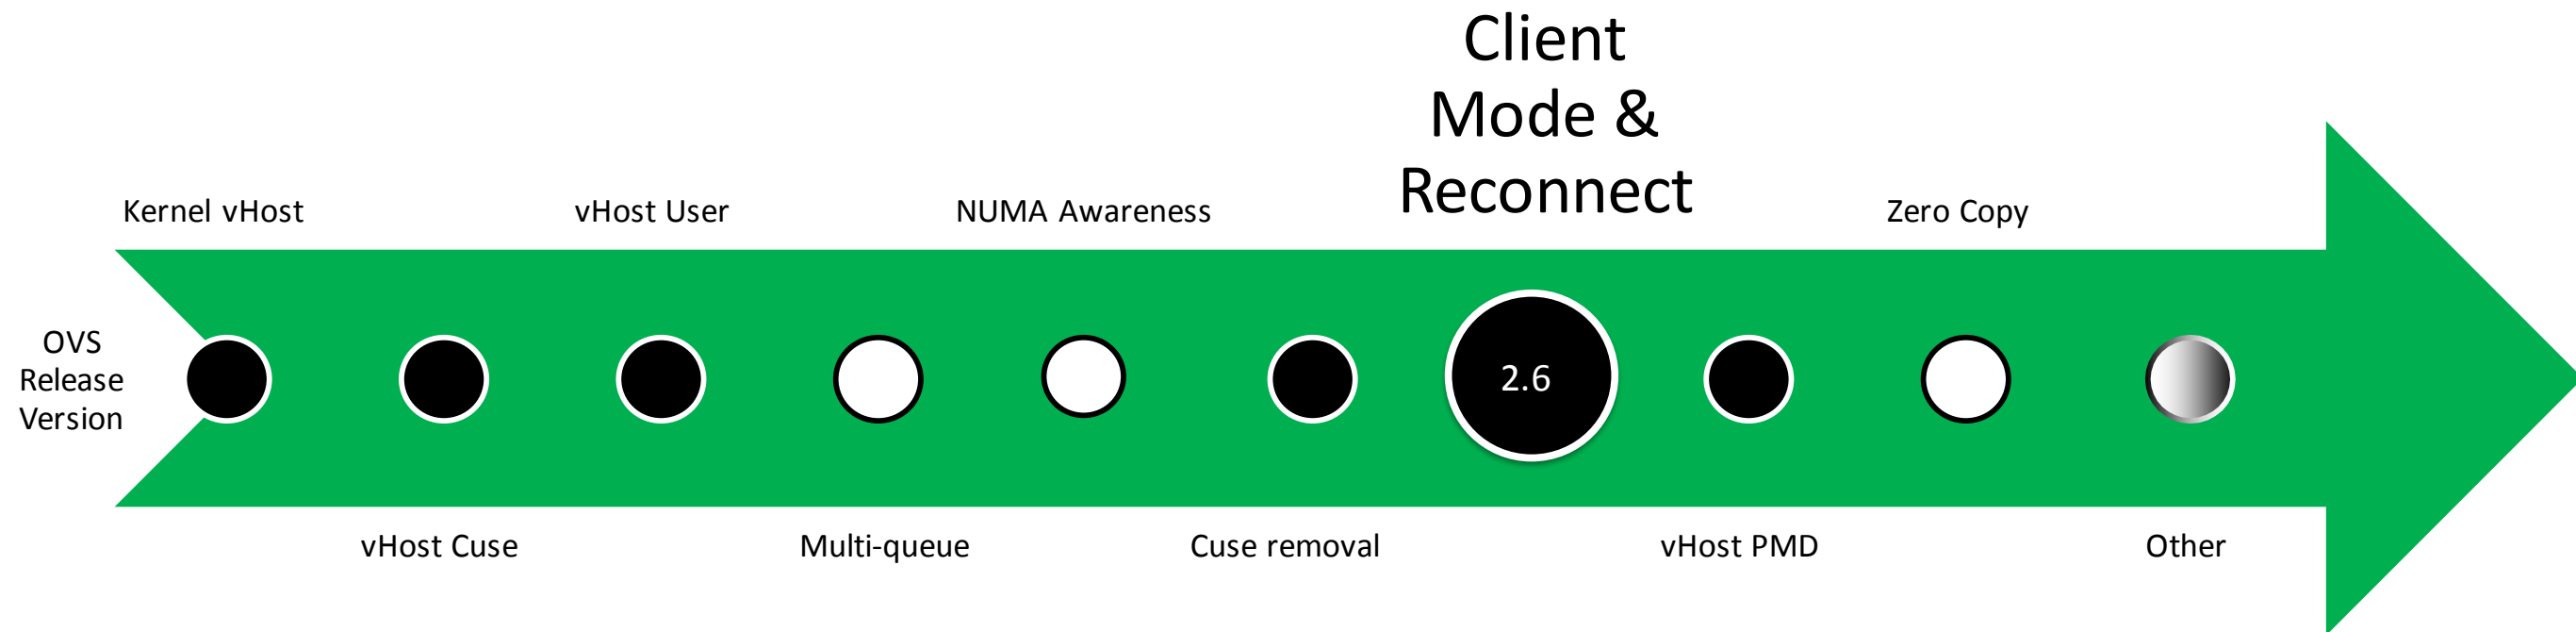 Client
Mode &
Reconnect
Kernel vHost
vHost User
NUMA Awareness
Zero Copy
OVS
Release
Version
2.6
vHost Cuse
Multi-queue
Cuse removal
vHost PMD
Other